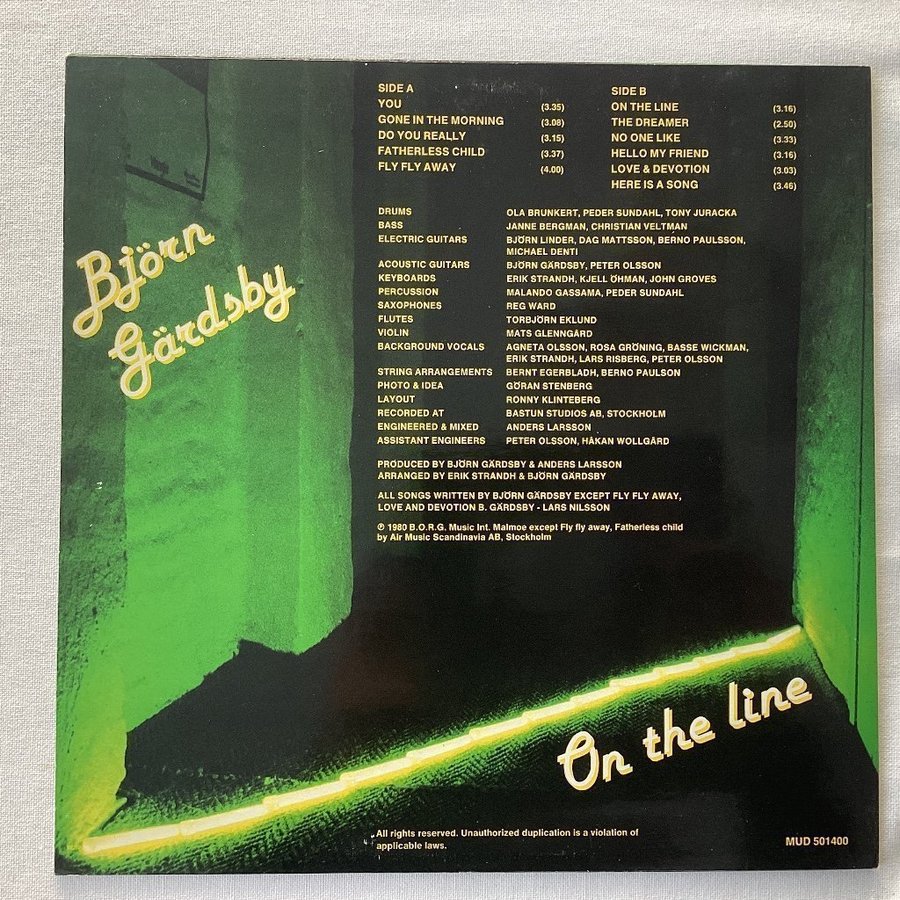 SIDE A
YOU (3.35)
GONE IN THE MORNING (3.08)
DO YOU REALLY (3.15)
FATHERLESS CHILD (3.37)
FLY FLY AWAY (4.00)
SIDE B
ON THE LINE (3.16)
THE DREAMER (2.50)
NO ONE LIKE (3.33)
HELLO MY FRIEND (3.16)
LOVE & DEVOTION (3.03)
HERE IS A SONG (3.46)
Björn
Gärdsby
DRUMS OLA BRUNKERT, PEDER SUNDAHL, TONY JURACKA
BASS JANNE BERGMAN, CHRISTIAN VELTMAN
ELECTRIC GUITARS BJÖRN LINDER, DAG MATTSSON, BERNO PAULSSON,
MICHAEL DENTI
ACOUSTIC GUITARS BJÖRN GÄRDSBY, PETER OLSSON
KEYBOARDS ERIK STRANDH, KJELL ÖHMAN, JOHN GROVES
PERCUSSION MALANDO GASSAMA, PEDER SUNDAHL
SAXOPHONES REG WARD
FLUTES TORBJÖRN EKLUND
VIOLIN MATS GLENNGÅRD
BACKGROUND VOCALS AGNETA OLSSON, ROSA GRÖNING, BASSE WICKMAN,
ERIK STRANDH, LARS RISBERG, PETER OLSSON
STRING ARRANGEMENTS BERNT EGERBLADH, BERNO PAULSON
PHOTO & IDEA GÖRAN STENBERG
LAYOUT RONNY KLINTEBERG
RECORDED AT BASTUN STUDIOS AB, STOCKHOLM
ENGINEERED & MIXED ANDERS LARSSON
ASSISTANT ENGINEERS PETER OLSSON, HÅKAN WOLLGÅRD
PRODUCED BY BJÖRN GÄRDSBY & ANDERS LARSSON
ARRANGED BY ERIK STRANDH & BJÖRN GÄRDSBY
ALL SONGS WRITTEN BY BJÖRN GÄRDSBY EXCEPT FLY FLY AWAY,
LOVE AND DEVOTION B. GÄRDSBY - LARS NILSSON
℗ 1980 B.O.R.G. Music Int. Malmoe except Fly fly away, Fatherless child
by Air Music Scandinavia AB, Stockholm
On the line
All rights reserved. Unauthorized duplication is a violation of
applicable laws.
MUD 501400